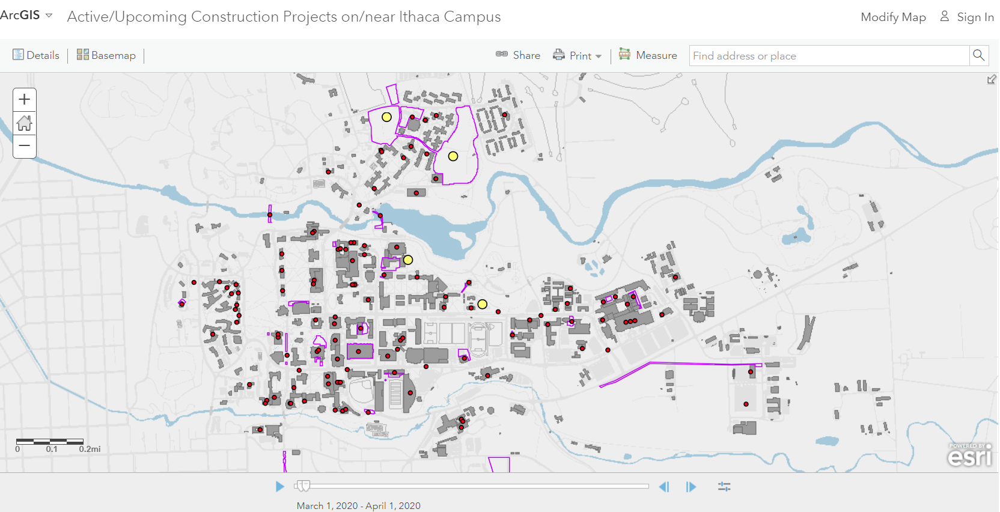 ArcGIS Active/Upcoming Construction Projects on/near Ithaca Campus Modify Map Sign In
Details Basemap Share Print Measure Find address or place
+
−
0 0.1 0.2mi
POWERED BY
esri
March 1, 2020 - April 1, 2020